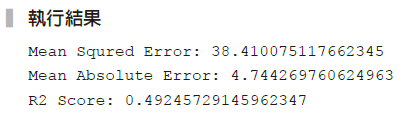 執行結果
Mean Squred Error: 38.410075117662345
Mean Absolute Error: 4.744269760624963
R2 Score: 0.49245729145962347